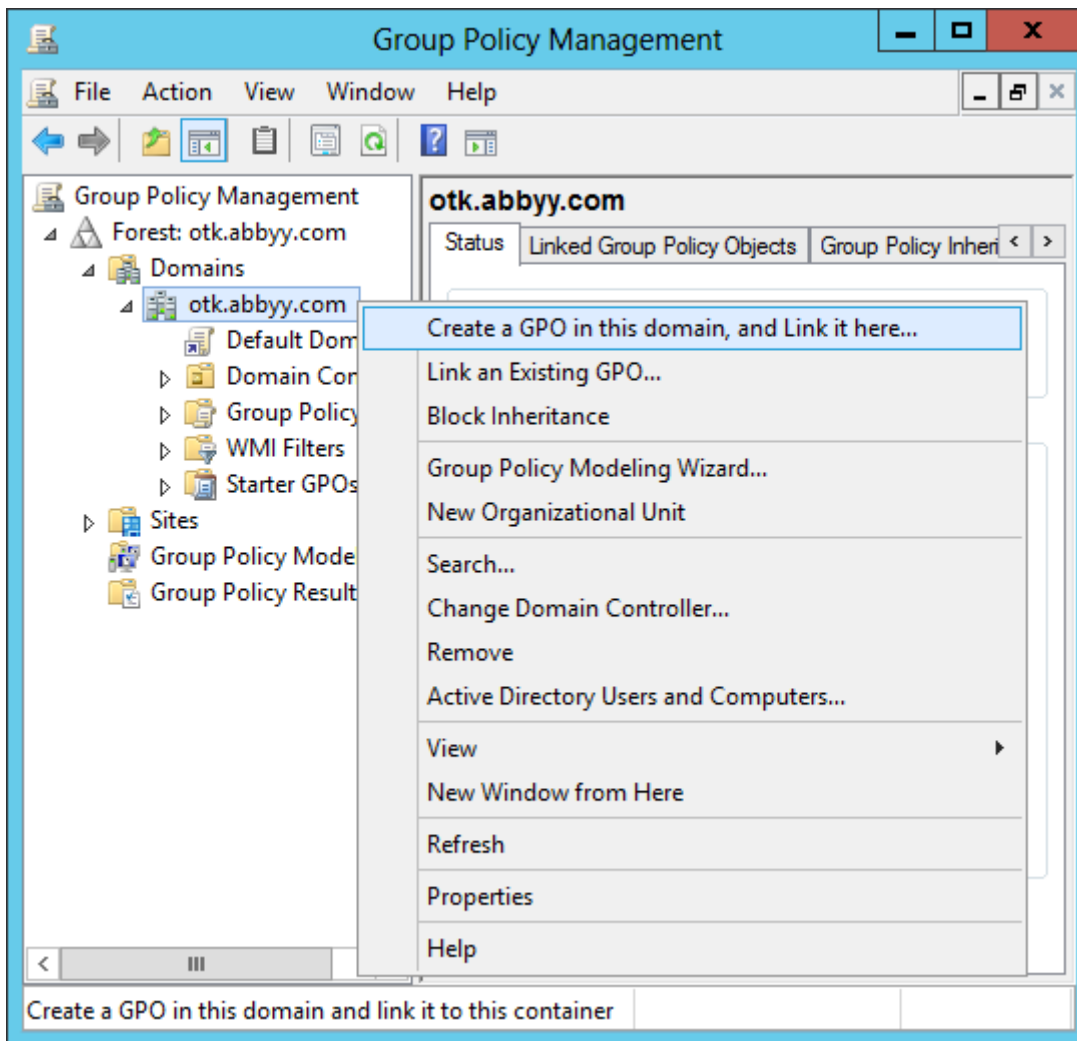 Group Policy Management
File Action View Window Help
Group Policy Management
Forest: otk.abbyy.com
Domains
otk.abbyy.com
Default Dom
Domain Con
Group Policy
WMI Filters
Starter GPOs
Sites
Group Policy Mode
Group Policy Result
otk.abbyy.com
Status Linked Group Policy Objects Group Policy Inheri
Create a GPO in this domain, and Link it here...
Link an Existing GPO...
Block Inheritance
Group Policy Modeling Wizard...
New Organizational Unit
Search...
Change Domain Controller...
Remove
Active Directory Users and Computers...
View
New Window from Here
Refresh
Properties
Help
Create a GPO in this domain and link it to this container